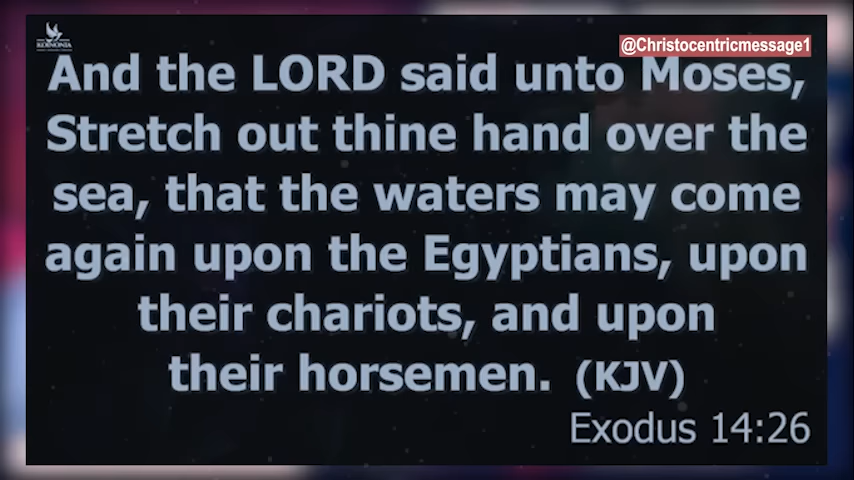 KOINONIA
@Christocentricmessage1
And the LORD said unto Moses,
Stretch out thine hand over the
sea, that the waters may come
again upon the Egyptians, upon
their chariots, and upon
their horsemen. (KJV)
Exodus 14:26